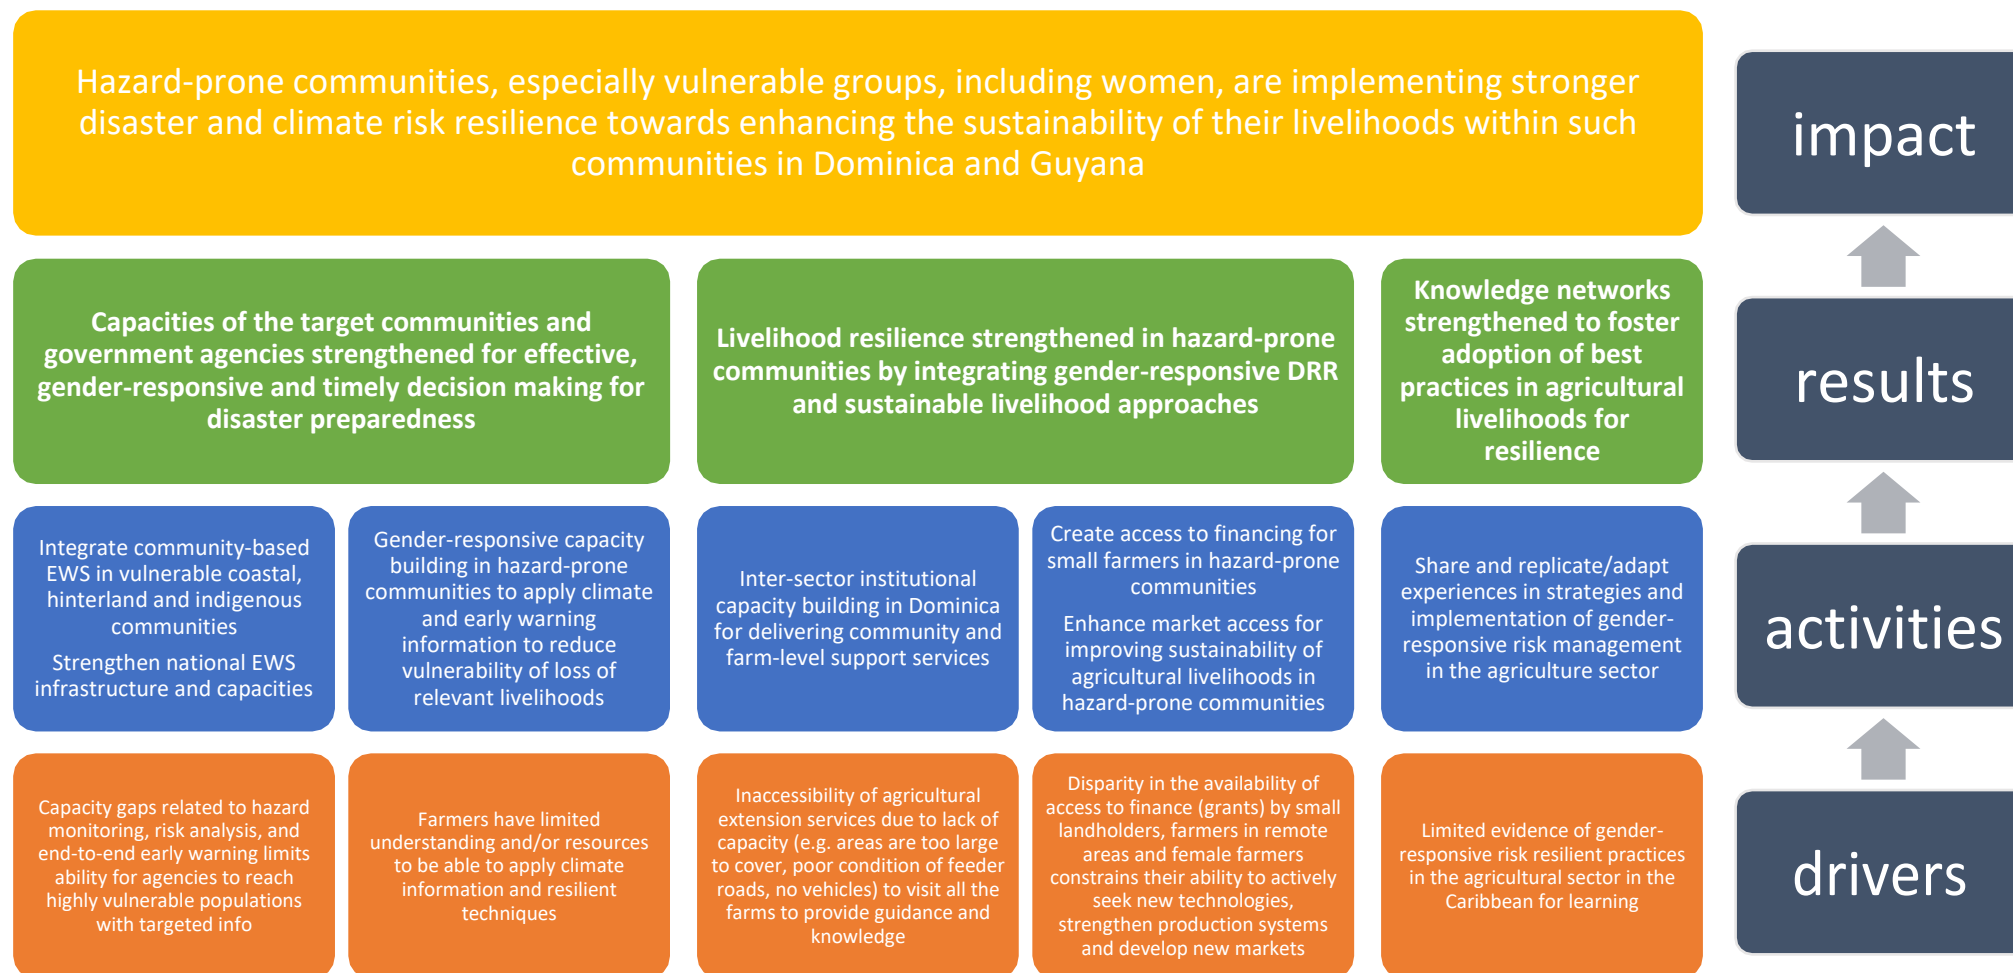 Hazard-prone communities, especially vulnerable groups, including women, are implementing stronger
disaster and climate risk resilience towards enhancing the sustainability of their livelihoods within such
communities in Dominica and Guyana
impact
Capacities of the target communities and
government agencies strengthened for effective,
gender-responsive and timely decision making for
disaster preparedness
Livelihood resilience strengthened in hazard-prone
communities by integrating gender-responsive DRR
and sustainable livelihood approaches
Knowledge networks
strengthened to foster
adoption of best
practices in agricultural
livelihoods for
resilience
results
Integrate community-based
EWS in vulnerable coastal,
hinterland and indigenous
communities
Strengthen national EWS
infrastructure and capacities
Gender-responsive capacity
building in hazard-prone
communities to apply climate
and early warning
information to reduce
vulnerability of loss of
relevant livelihoods
Inter-sector institutional
capacity building in Dominica
for delivering community and
farm-level support services
Create access to financing for
small farmers in hazard-prone
communities
Enhance market access for
improving sustainability of
agricultural livelihoods in
hazard-prone communities
Share and replicate/adapt
experiences in strategies and
implementation of gender-
responsive risk management
in the agriculture sector
activities
Capacity gaps related to hazard
monitoring, risk analysis, and
end-to-end early warning limits
ability for agencies to reach
highly vulnerable populations
with targeted info
Farmers have limited
understanding and/or resources
to be able to apply climate
information and resilient
techniques
Inaccessibility of agricultural
extension services due to lack of
capacity (e.g. areas are too large
to cover, poor condition of feeder
roads, no vehicles) to visit all the
farms to provide guidance and
knowledge
Disparity in the availability of
access to finance (grants) by small
landholders, farmers in remote
areas and female farmers
constrains their ability to actively
seek new technologies,
strengthen production systems
and develop new markets
Limited evidence of gender-
responsive risk resilient practices
in the agricultural sector in the
Caribbean for learning
drivers